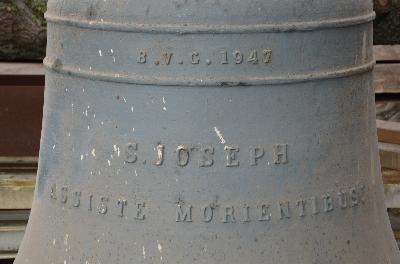 B.V.C. 1947
S. JOSEPH
ASSISTE MORIENTIBUS.